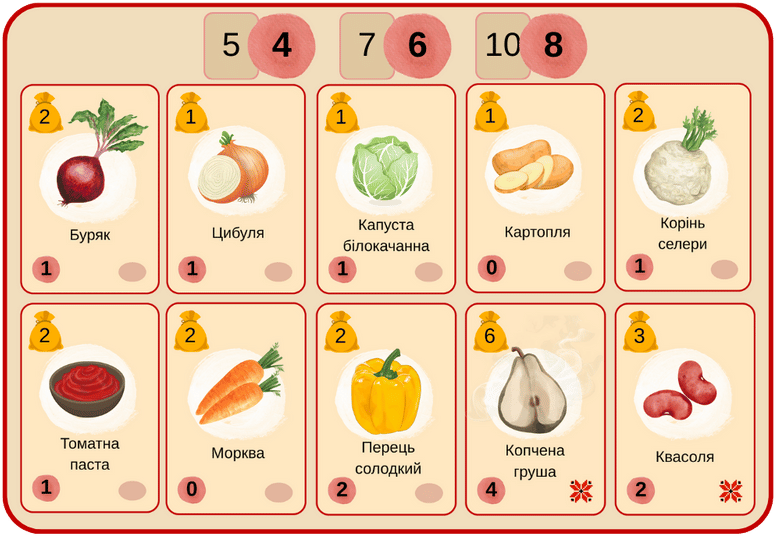 5 4 7 6 10 8
2 1 1 1 2
Буряк
Цибуля
Капуста
білокачанна
Картопля
Корінь
селери
1 1 1 0 1
2 2 2 6 3
Томатна
паста
Морква
Перець
солодкий
Копчена
груша
Квасоля
1 0 2 4 2